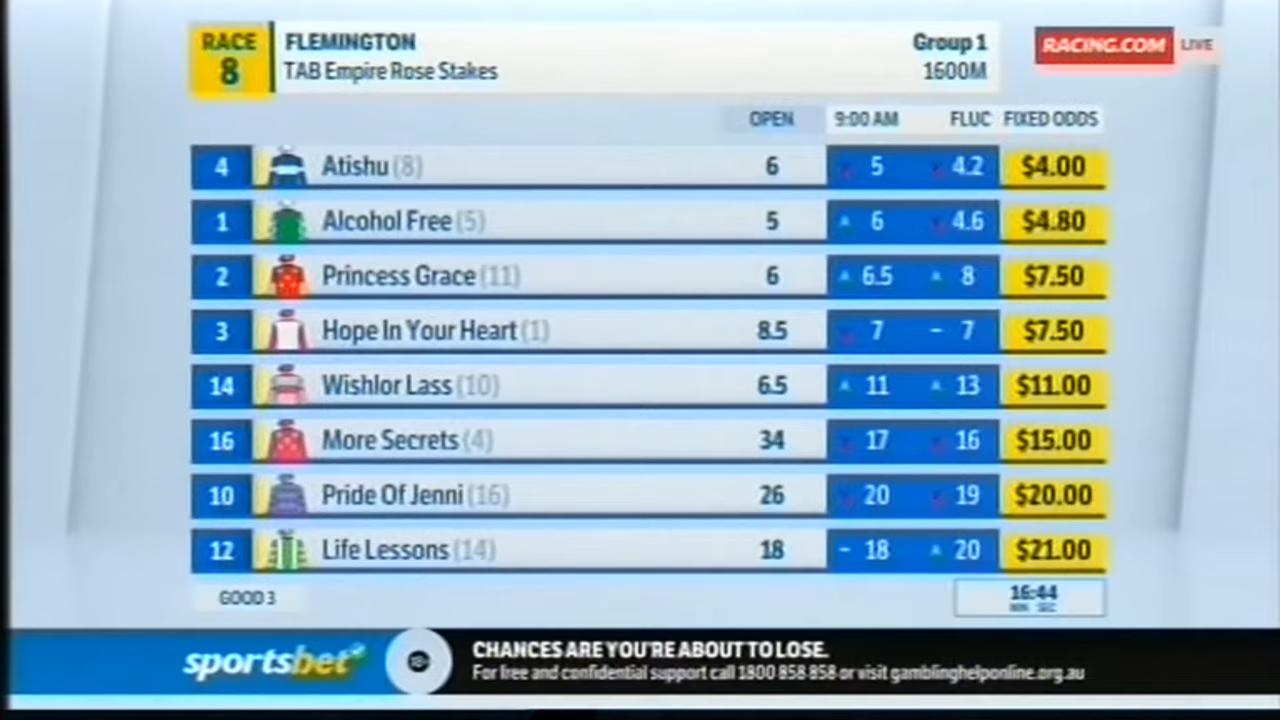 RACE 8
FLEMINGTON
Group 1
TAB Empire Rose Stakes
1600M
RACING.COM LIVE
OPEN 9:00 AM FLUC FIXED ODDS
4 Atishu (8) 6 5 4.2 $4.00
1 Alcohol Free (5) 5 6 4.6 $4.80
2 Princess Grace (11) 6 6.5 8 $7.50
3 Hope In Your Heart (1) 8.5 7 - 7 $7.50
14 Wishlor Lass (10) 6.5 11 13 $11.00
16 More Secrets (4) 34 17 16 $15.00
10 Pride Of Jenni (16) 26 20 19 $20.00
12 Life Lessons (14) 18 - 18 20 $21.00
GOOD 3
16:44
MIN SEC
sportsbet
18+
CHANCES ARE YOU'RE ABOUT TO LOSE.
For free and confidential support call 1800 858 858 or visit gamblinghelponline.org.au